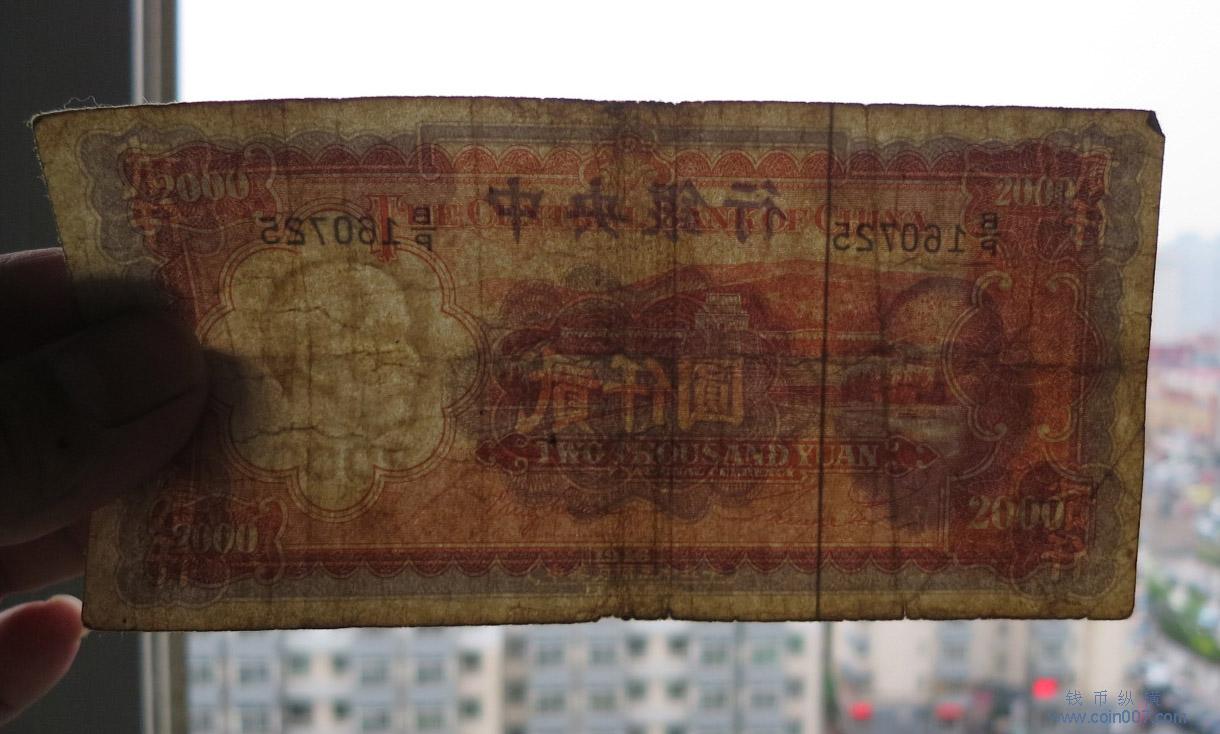 2000 2000
THE CENTRAL BANK OF CHINA
中央銀行
B/P 160725 B/P 160725
貳仟圓
TWO THOUSAND YUAN
2000 2000
钱币纵横
www.coin007.com